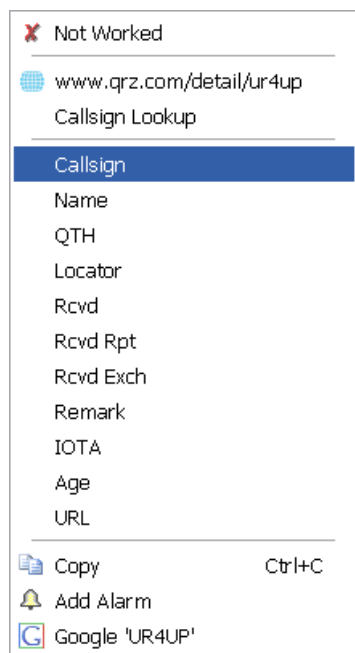 Not Worked
www.qrz.com/detail/ur4up
Callsign Lookup
Callsign
Name
QTH
Locator
Rcvd
Rcvd Rpt
Rcvd Exch
Remark
IOTA
Age
URL
Copy Ctrl+C
Add Alarm
G Google 'UR4UP'